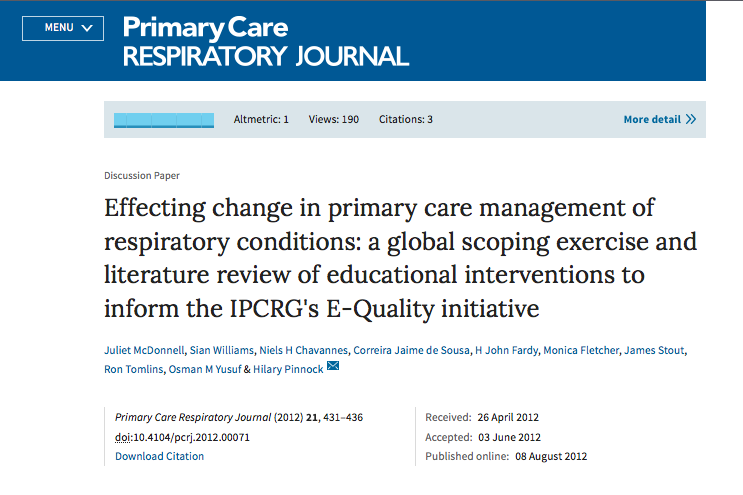 MENU
Primary Care
RESPIRATORY JOURNAL
Altmetric: 1 Views: 190 Citations: 3 More detail
Discussion Paper
Effecting change in primary care management of
respiratory conditions: a global scoping exercise and
literature review of educational interventions to
inform the IPCRG's E-Quality initiative
Juliet McDonnell, Sian Williams, Niels H Chavannes, Correira Jaime de Sousa, H John Fardy, Monica Fletcher, James Stout,
Ron Tomlins, Osman M Yusuf & Hilary Pinnock
Primary Care Respiratory Journal (2012) 21, 431–436
doi:10.4104/pcrj.2012.00071
Download Citation
Received: 26 April 2012
Accepted: 03 June 2012
Published online: 08 August 2012